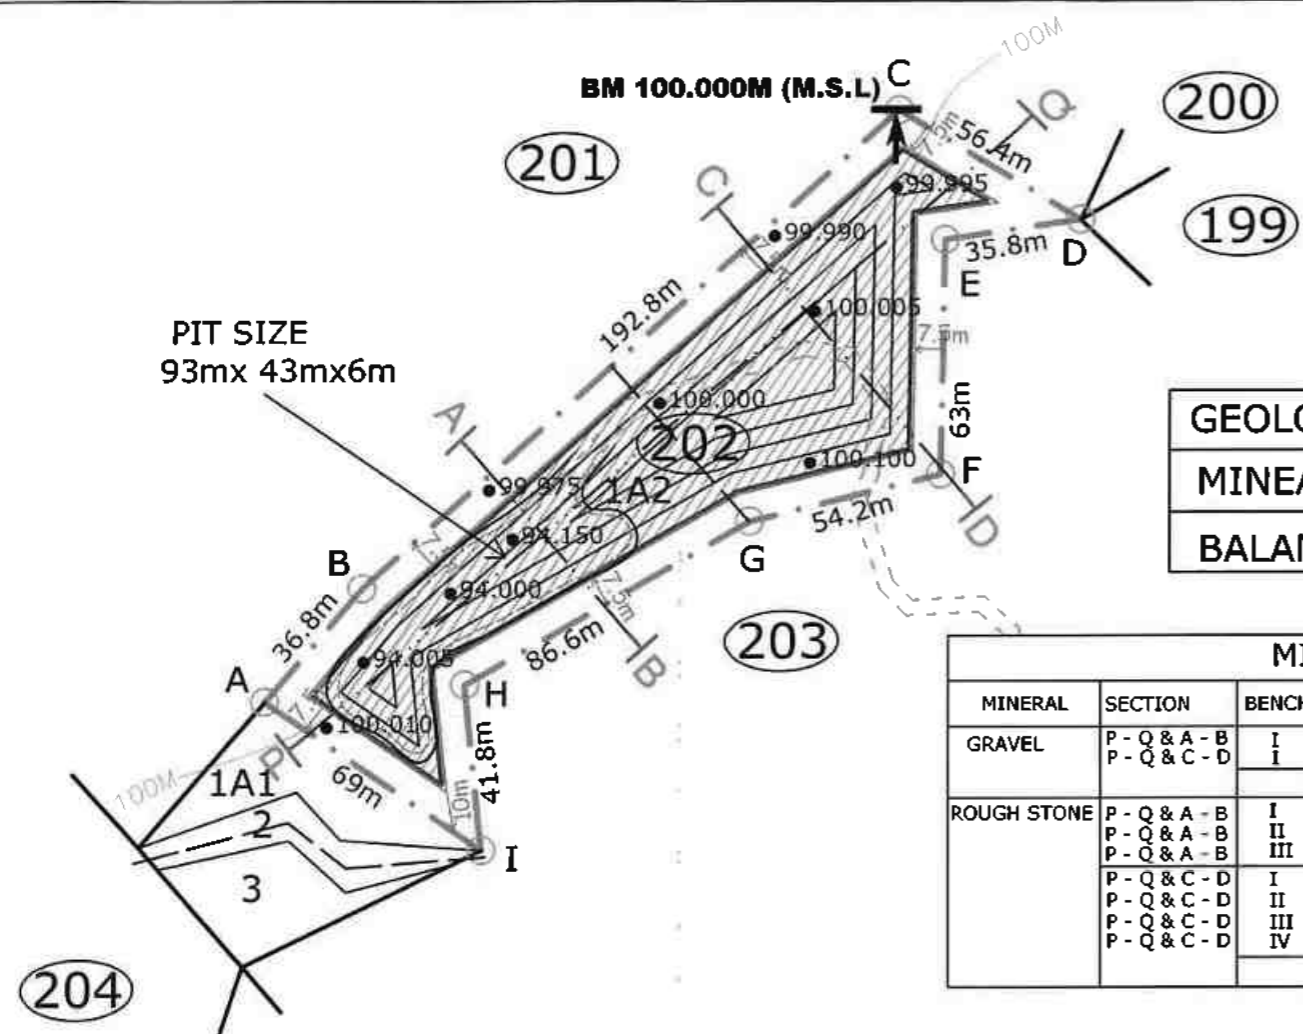 100M
BM 100.000M (M.S.L)
C
200
201
7.5m
56.4m
Q
C
99.995
199
99.990
35.8m
D
E
192.8m
100.005
7.5m
PIT SIZE
93mx 43mx6m
100.000
63m
A
202
99.975
1A2
100.100
F
54.2m
D
94.150
G
B
94.000
7.5m
203
36.8m
86.6m
94.005
B
A
H
100.010
P
41.8m
100M
1A1
69m
10m
2
I
3
204
GEOLO
MINEA
BALAN
MI
MINERAL SECTION BENCH
GRAVEL P - Q & A - B I
P - Q & C - D I
ROUGH STONE P - Q & A - B I
P - Q & A - B II
P - Q & A - B III
P - Q & C - D I
P - Q & C - D II
P - Q & C - D III
P - Q & C - D IV